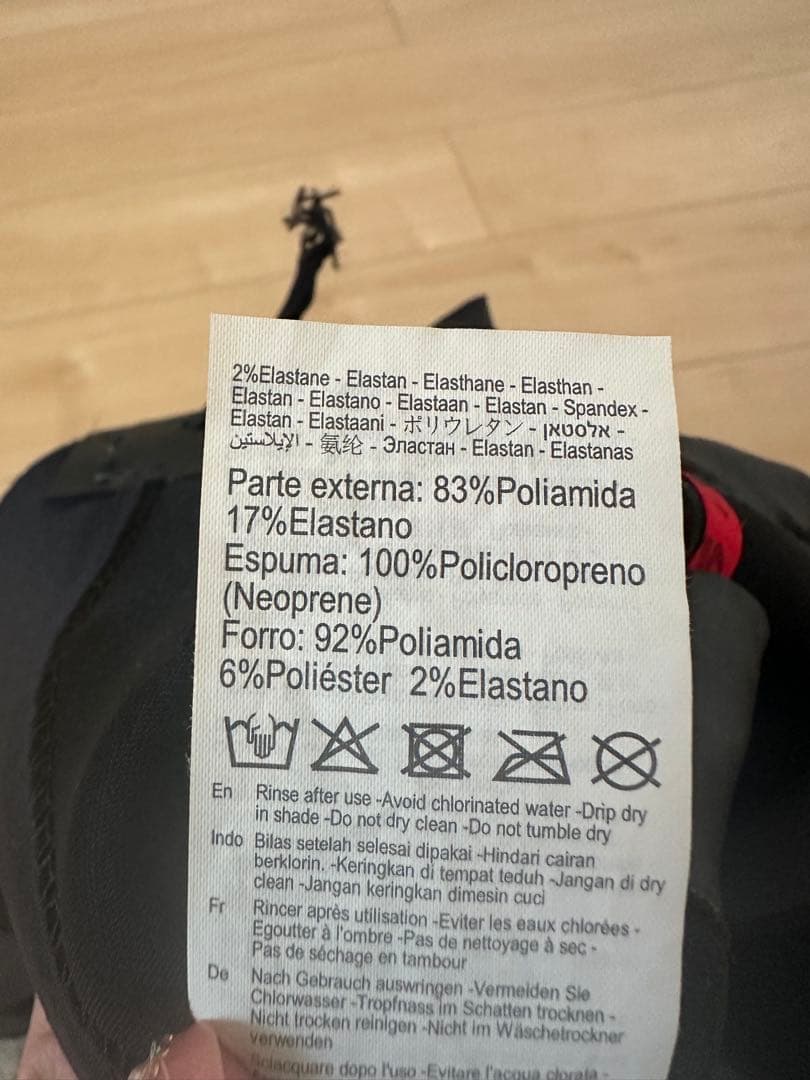 2%Elastane - Elastan - Elasthane - Elasthan -
Elastan - Elastano - Elastaan - Elastan - Spandex -
Elastan - Elastaani - ポリウレタン - אלסטאן -
الإيلاستين - 氨纶 - Эластан - Elastan - Elastanas
Parte externa: 83%Poliamida
17%Elastano
Espuma: 100%Policloropreno
(Neoprene)
Forro: 92%Poliamida
6%Poliéster 2%Elastano
En Rinse after use -Avoid chlorinated water -Drip dry
in shade -Do not dry clean -Do not tumble dry
Indo Bilas setelah selesai dipakai -Hindari cairan
berklorin. -Keringkan di tempat teduh -Jangan di dry
clean -Jangan keringkan dimesin cuci
Fr Rincer après utilisation -Eviter les eaux chlorées -
Egoutter à l'ombre -Pas de nettoyage à sec -
Pas de séchage en tambour
De Nach Gebrauch auswringen -Vermeiden Sie
Chlorwasser -Tropfnass im Schatten trocknen -
Nicht trocken reinigen -Nicht im Wäschetrockner
verwenden
Sciacquare dopo l'uso -Evitare l'acqua clorata -